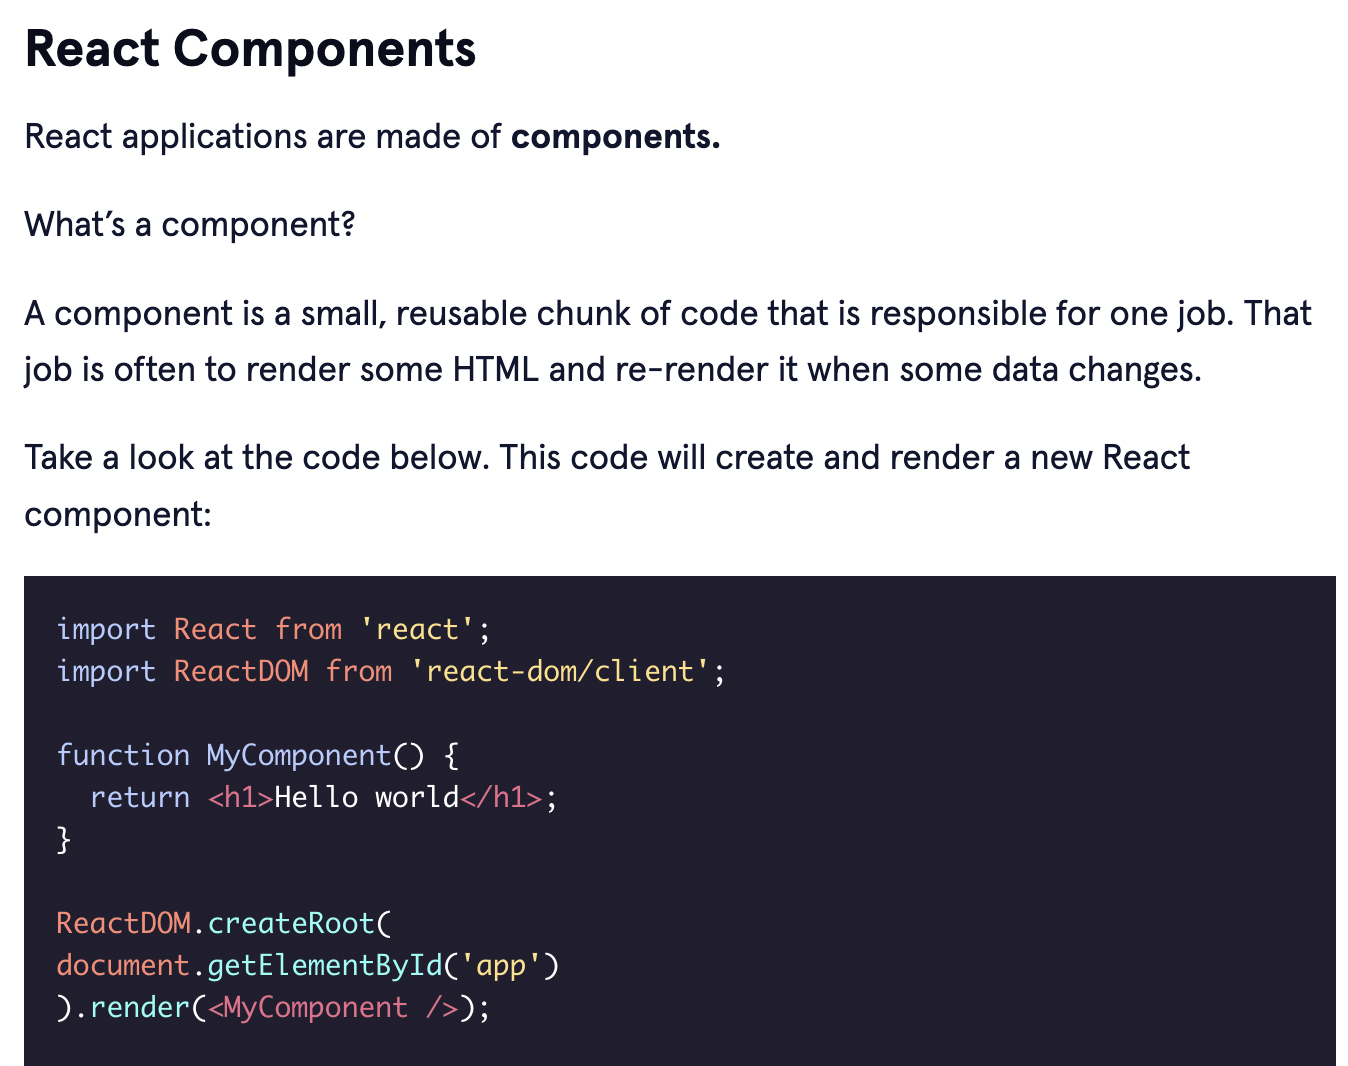 React Components
React applications are made of components.
What’s a component?
A component is a small, reusable chunk of code that is responsible for one job. That
job is often to render some HTML and re-render it when some data changes.
Take a look at the code below. This code will create and render a new React
component:
import React from 'react';
import ReactDOM from 'react-dom/client';

function MyComponent() {
  return <h1>Hello world</h1>;
}

ReactDOM.createRoot(
document.getElementById('app')
).render(<MyComponent />);